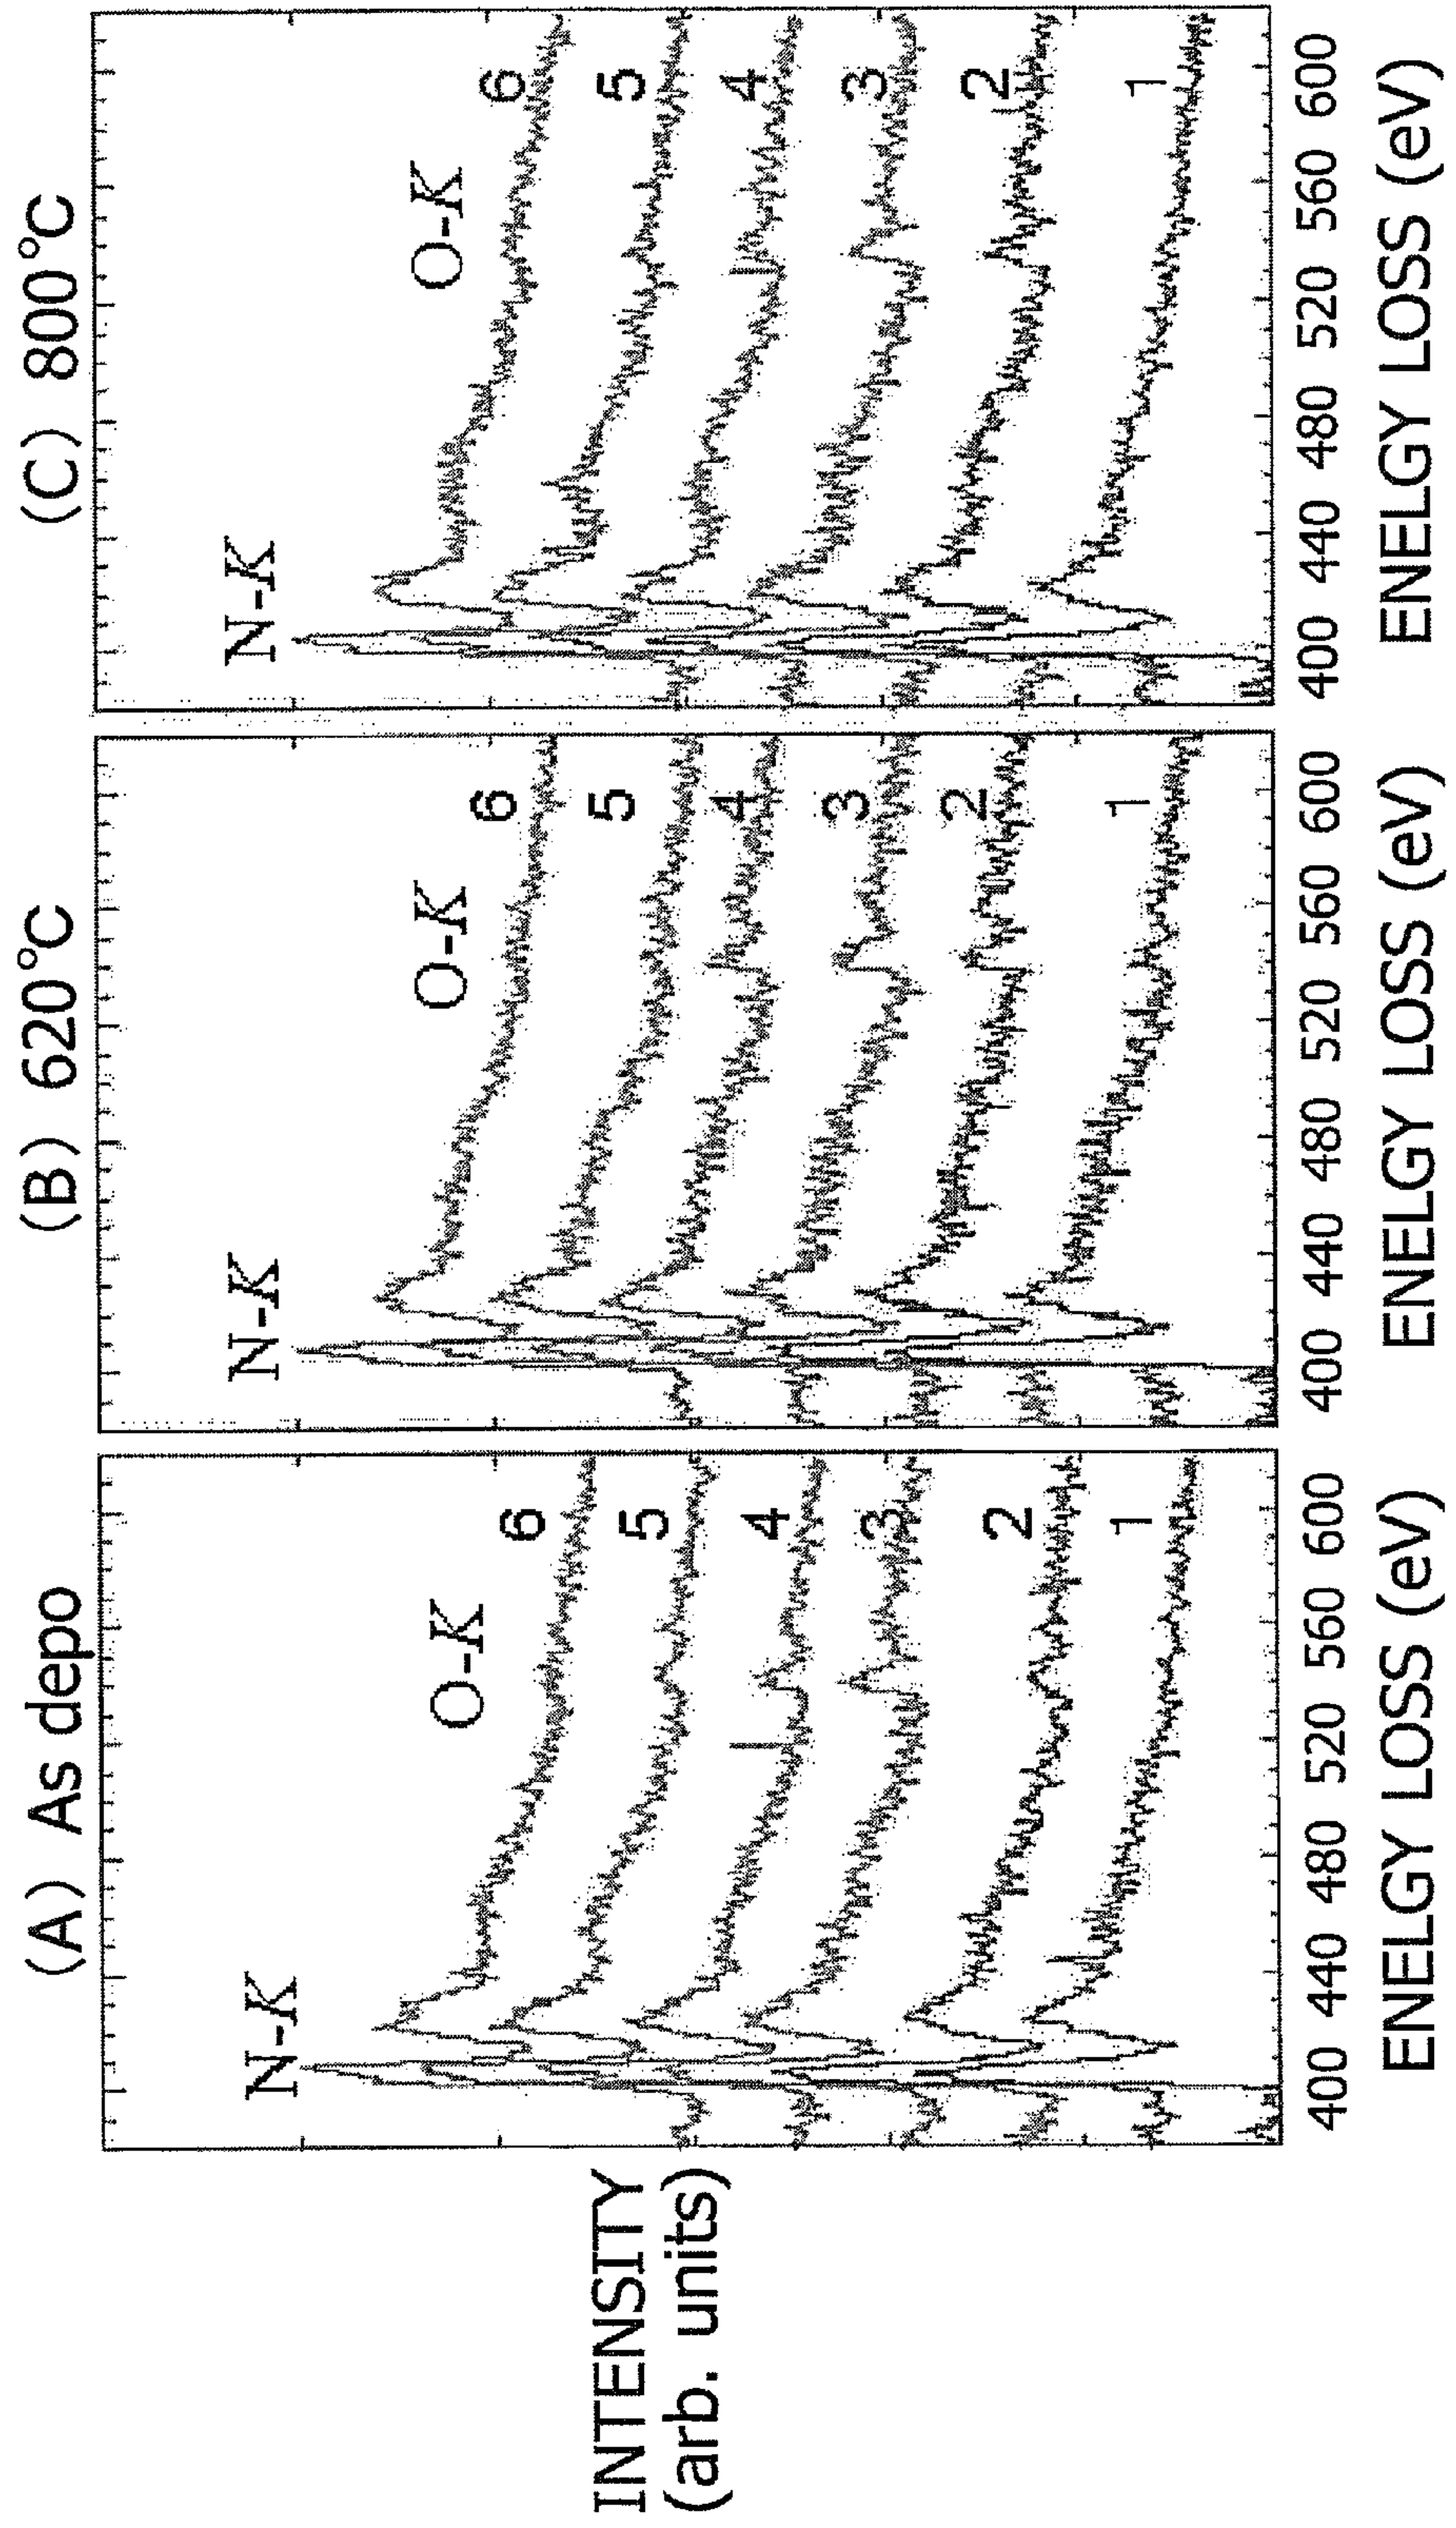 (A) As depo
N-K
O-K
6
5
4
3
2
1
INTENSITY
(arb. units)
400 440 480 520 560 600
ENELGY LOSS (eV)
(B) 620°C
N-K
O-K
6
5
4
3
2
1
400 440 480 520 560 600
ENELGY LOSS (eV)
(C) 800°C
N-K
O-K
6
5
4
3
2
1
400 440 480 520 560 600
ENELGY LOSS (eV)